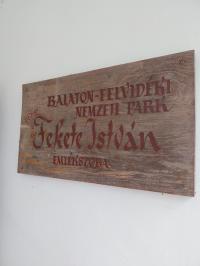 BALATON-FELVIDÉKI
NEMZETI PARK
Fekete István
EMLÉKSZOBA